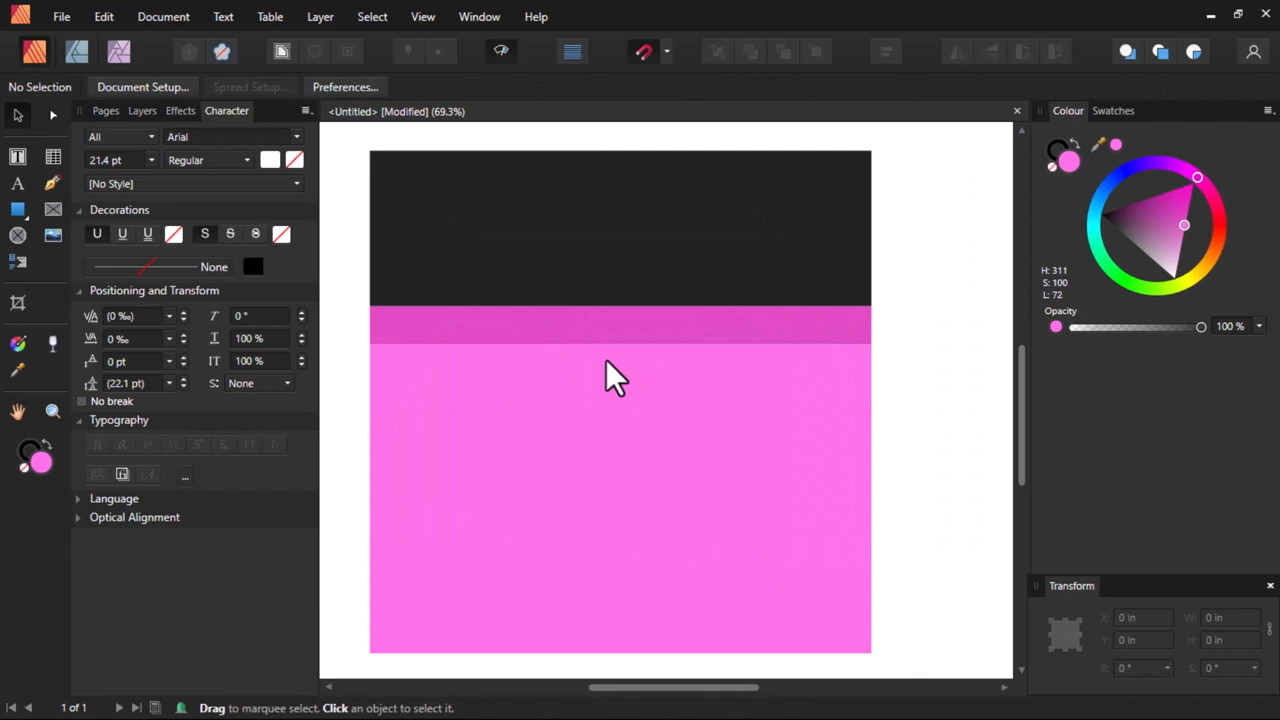 File Edit Document Text Table Layer Select View Window Help
No Selection Document Setup... Spread Setup... Preferences...
Pages Layers Effects Character
<Untitled> [Modified] (69.3%)
Colour Swatches
All Arial
21.4 pt Regular
[No Style]
Decorations
U U U S S S
None
Positioning and Transform
(0 ‰) 0 °
0 ‰ 100 %
0 pt 100 %
(22.1 pt) None
No break
Typography
...
Language
Optical Alignment
H: 311
S: 100
L: 72
Opacity
100 %
Transform
X: 0 in W: 0 in
Y: 0 in H: 0 in
R: 0 ° S: 0 °
1 of 1 Drag to marquee select. Click an object to select it.